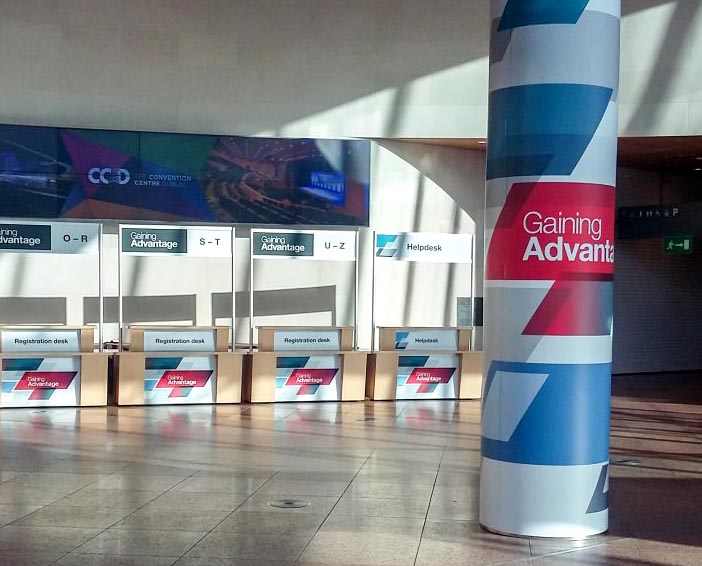 CCD THE CONVENTION
CENTRE DUBLIN
Gaining
Advantage
O - R
Gaining
Advantage
S - T
Gaining
Advantage
U - Z
Helpdesk
Gaining
Advanta
Registration desk
Registration desk
Registration desk
Helpdesk
Gaining
Advantage
Gaining
Advantage
Gaining
Advantage
Gaining
Advantage